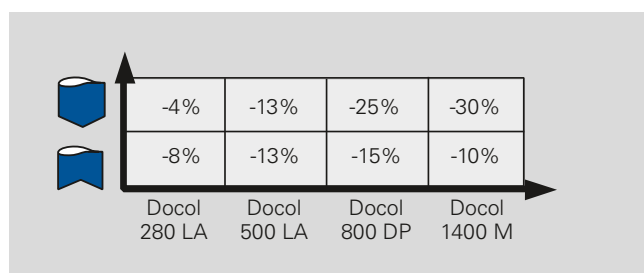 -4% -13% -25% -30%
-8% -13% -15% -10%
Docol Docol Docol Docol
280 LA 500 LA 800 DP 1400 M